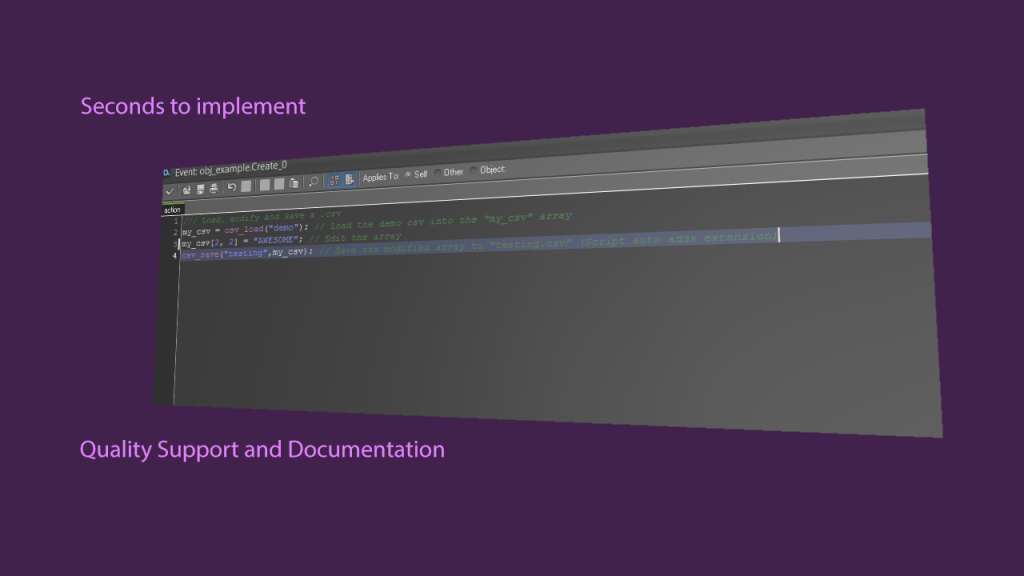 Seconds to implement
Event: obj_example.Create_0
Applies To: Self Other Object:
action
1 /// Load, modify and save a .csv
2 my_csv = csv_load("demo"); // Load the demo csv into the "my_csv" array
3 my_csv[2, 2] = "AWESOME"; // Edit the array
4 csv_save("testing",my_csv); // Save the modified array to "testing.csv" (Script auto adds extension)
Quality Support and Documentation